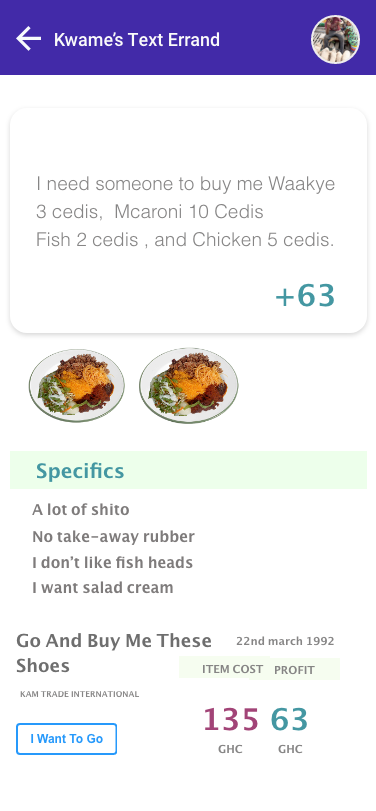 Kwame's Text Errand
I need someone to buy me Waakye
3 cedis, Mcaroni 10 Cedis
Fish 2 cedis , and Chicken 5 cedis.
+63
Specifics
A lot of shito
No take-away rubber
I don't like fish heads
I want salad cream
Go And Buy Me These
Shoes
22nd march 1992
KAM TRADE INTERNATIONAL
ITEM COST PROFIT
135 63
GHC GHC
I Want To Go